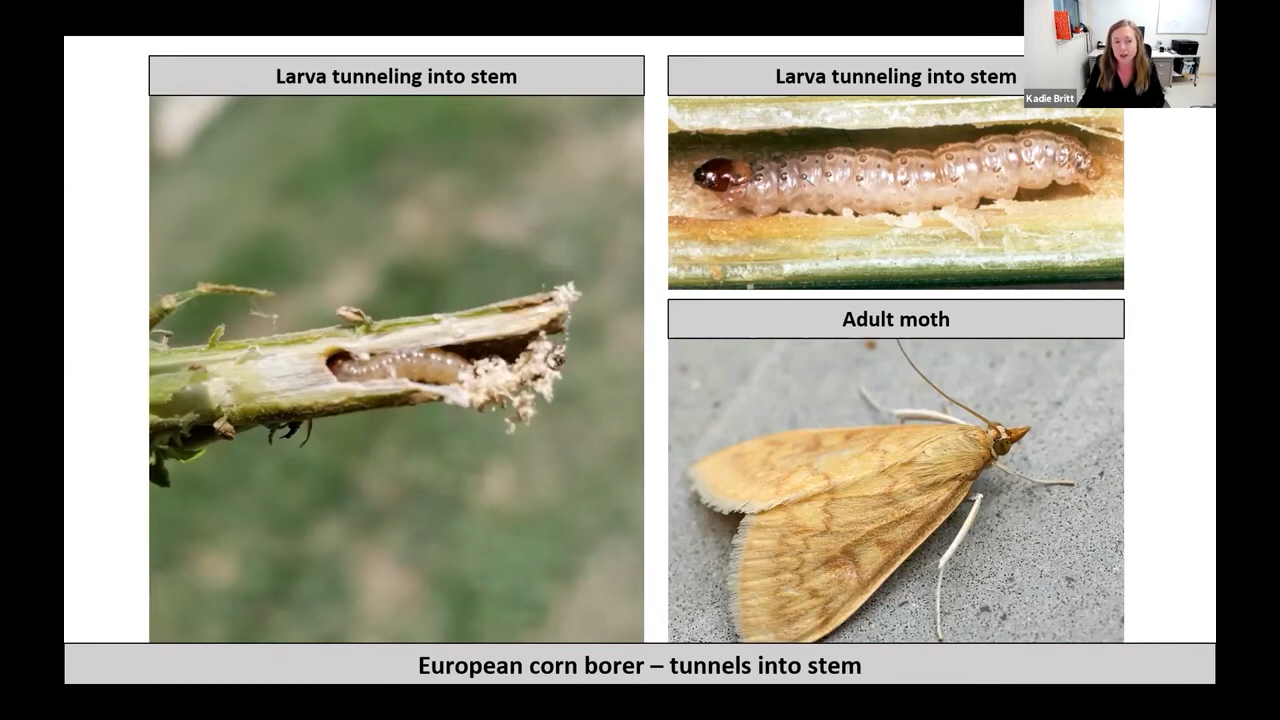 Larva tunneling into stem
Larva tunneling into stem
Kadie Britt
Adult moth
European corn borer – tunnels into stem